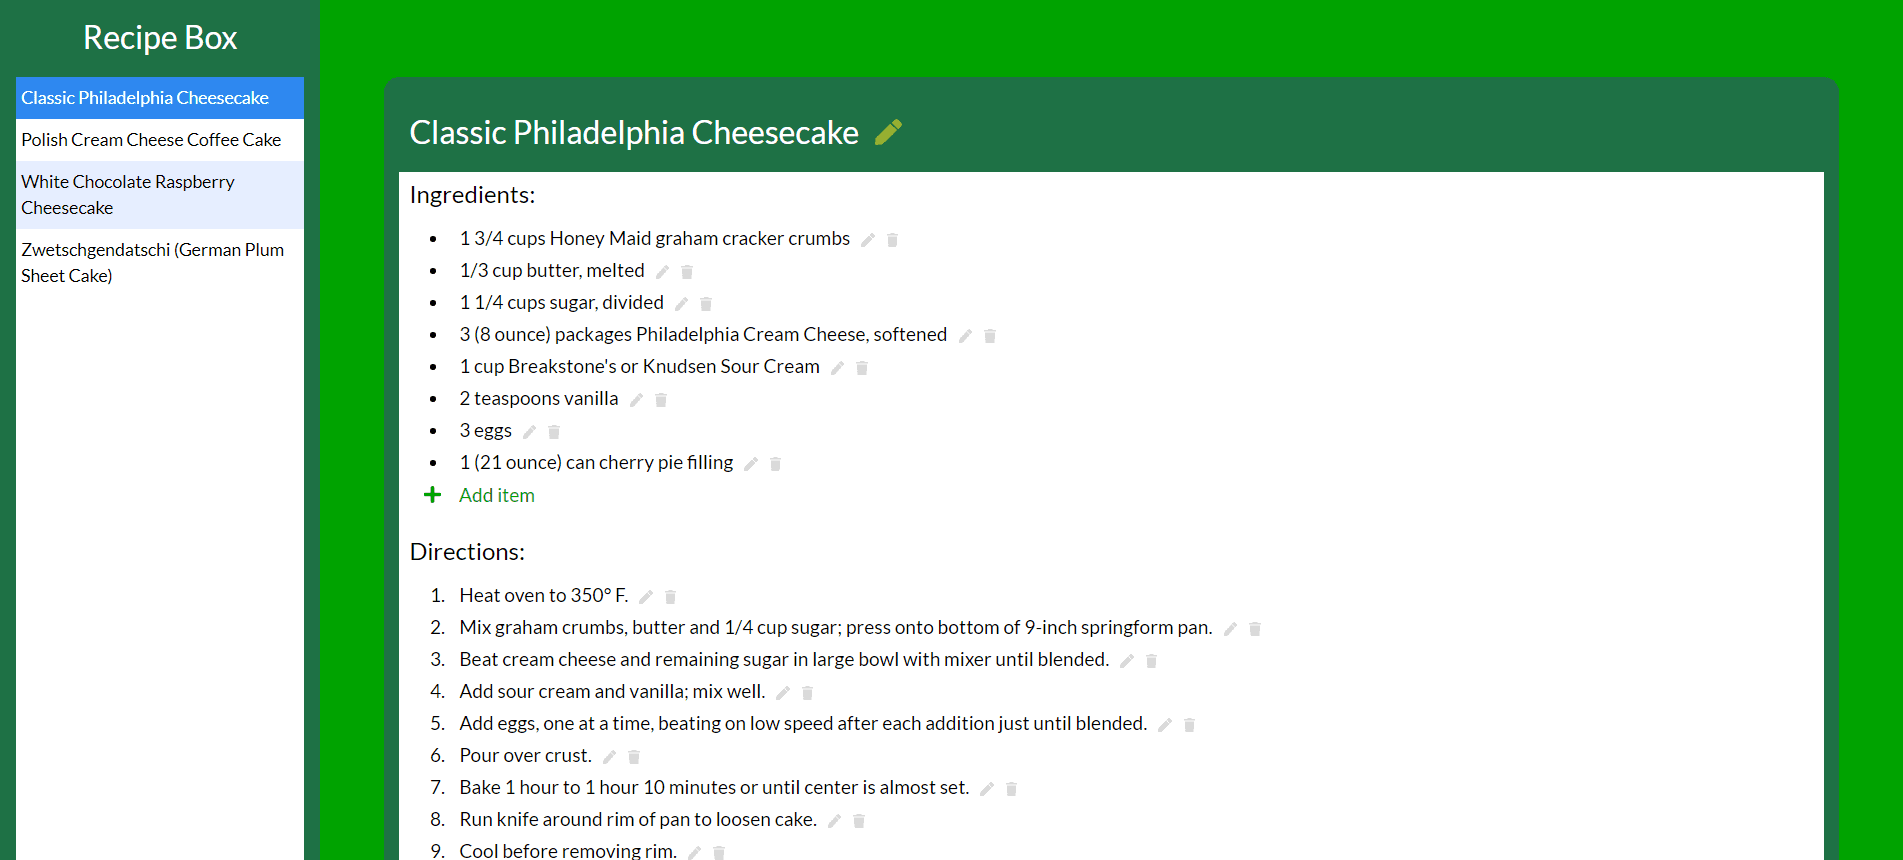 Recipe Box
Classic Philadelphia Cheesecake
Polish Cream Cheese Coffee Cake
White Chocolate Raspberry
Cheesecake
Zwetschgendatschi (German Plum
Sheet Cake)
Classic Philadelphia Cheesecake
Ingredients:
• 1 3/4 cups Honey Maid graham cracker crumbs
• 1/3 cup butter, melted
• 1 1/4 cups sugar, divided
• 3 (8 ounce) packages Philadelphia Cream Cheese, softened
• 1 cup Breakstone's or Knudsen Sour Cream
• 2 teaspoons vanilla
• 3 eggs
• 1 (21 ounce) can cherry pie filling
+ Add item
Directions:
1. Heat oven to 350° F.
2. Mix graham crumbs, butter and 1/4 cup sugar; press onto bottom of 9-inch springform pan.
3. Beat cream cheese and remaining sugar in large bowl with mixer until blended.
4. Add sour cream and vanilla; mix well.
5. Add eggs, one at a time, beating on low speed after each addition just until blended.
6. Pour over crust.
7. Bake 1 hour to 1 hour 10 minutes or until center is almost set.
8. Run knife around rim of pan to loosen cake.
9. Cool before removing rim.